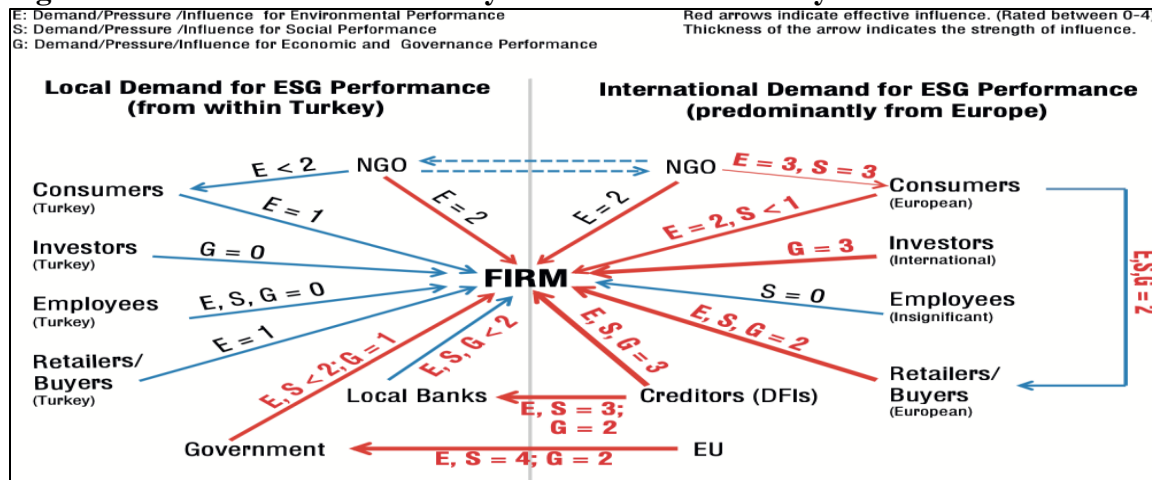 E: Demand/Pressure /Influence for Environmental Performance
S: Demand/Pressure /Influence for Social Performance
G: Demand/Pressure/Influence for Economic and Governance Performance
Red arrows indicate effective influence. (Rated between 0-4)
Thickness of the arrow indicates the strength of influence.
Local Demand for ESG Performance
(from within Turkey)
International Demand for ESG Performance
(predominantly from Europe)
NGO
E < 2
Consumers
(Turkey)
E = 1
E = 2
Investors
(Turkey)
G = 0
Employees
(Turkey)
E, S, G = 0
Retailers/
Buyers
(Turkey)
E = 1
FIRM
NGO
E = 3, S = 3
Consumers
(European)
E = 2
E = 2, S < 1
Investors
(International)
G = 3
Employees
(Insignificant)
S = 0
Retailers/
Buyers
(European)
E, S, G = 2
E,S,G = 2
E, S < 2; G = 1
E, S, G < 2
E, S, G = 3
Local Banks
Creditors (DFIs)
E, S = 3;
G = 2
Government
EU
E, S = 4; G = 2